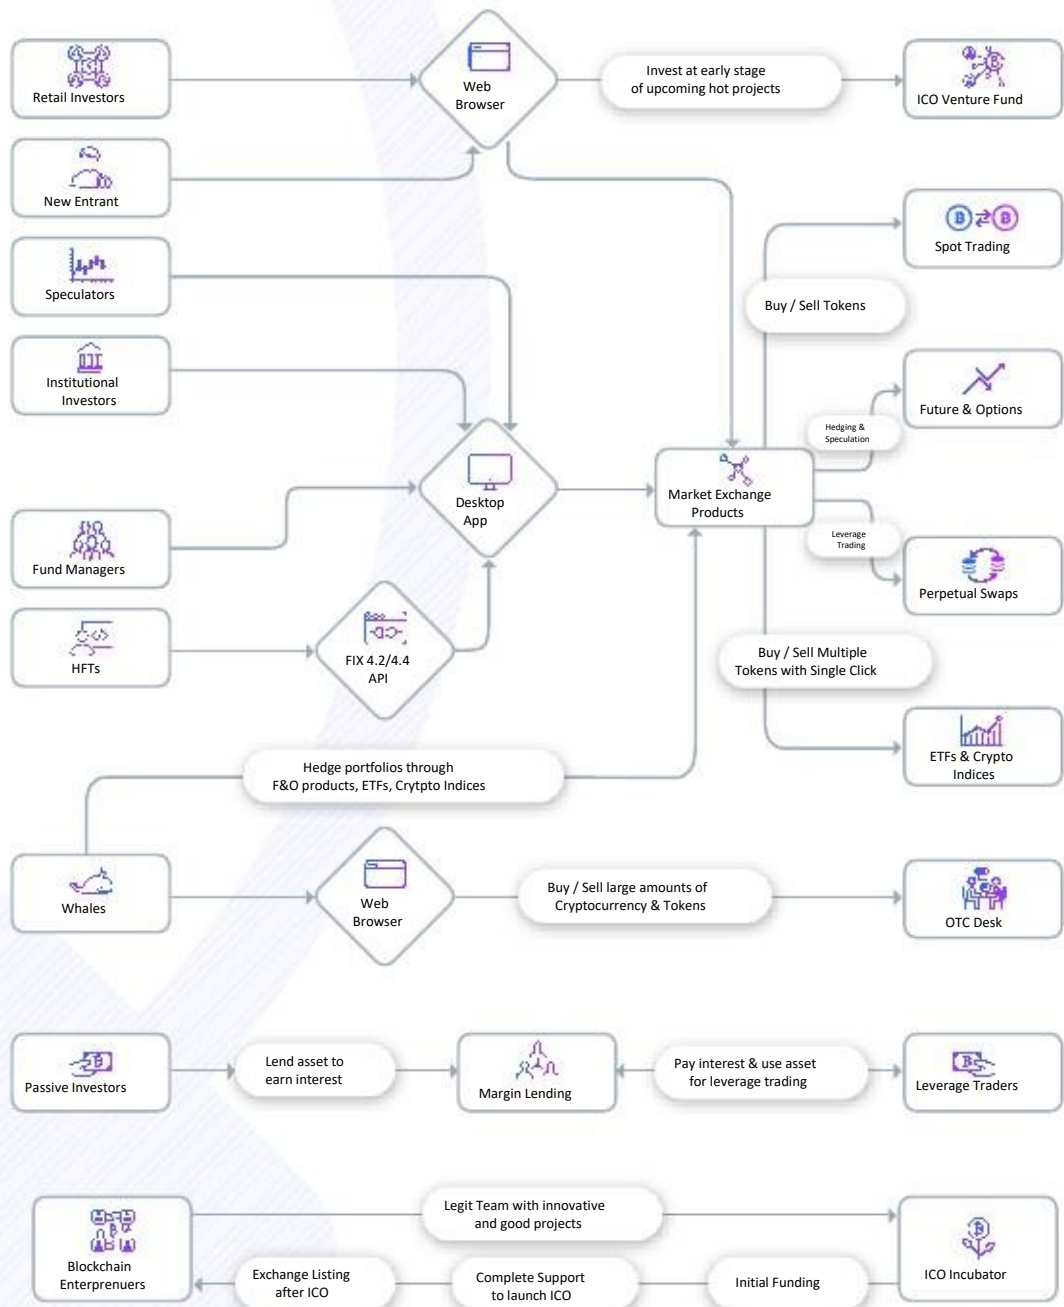 Retail Investors
Web
Browser
Invest at early stage
of upcoming hot projects
ICO Venture Fund
New Entrant
Spot Trading
Speculators
Buy / Sell Tokens
Institutional
Investors
Future & Options
Hedging &
Speculation
Desktop
App
Market Exchange
Products
Fund Managers
Leverage
Trading
Perpetual Swaps
HFTs
FIX 4.2/4.4
API
Buy / Sell Multiple
Tokens with Single Click
ETFs & Crypto
Indices
Hedge portfolios through
F&O products, ETFs, Crytpto Indices
Whales
Web
Browser
Buy / Sell large amounts of
Cryptocurrency & Tokens
OTC Desk
Passive Investors
Lend asset to
earn interest
Margin Lending
Pay interest & use asset
for leverage trading
Leverage Traders
Blockchain
Enterprenuers
Legit Team with innovative
and good projects
ICO Incubator
Exchange Listing
after ICO
Complete Support
to launch ICO
Initial Funding